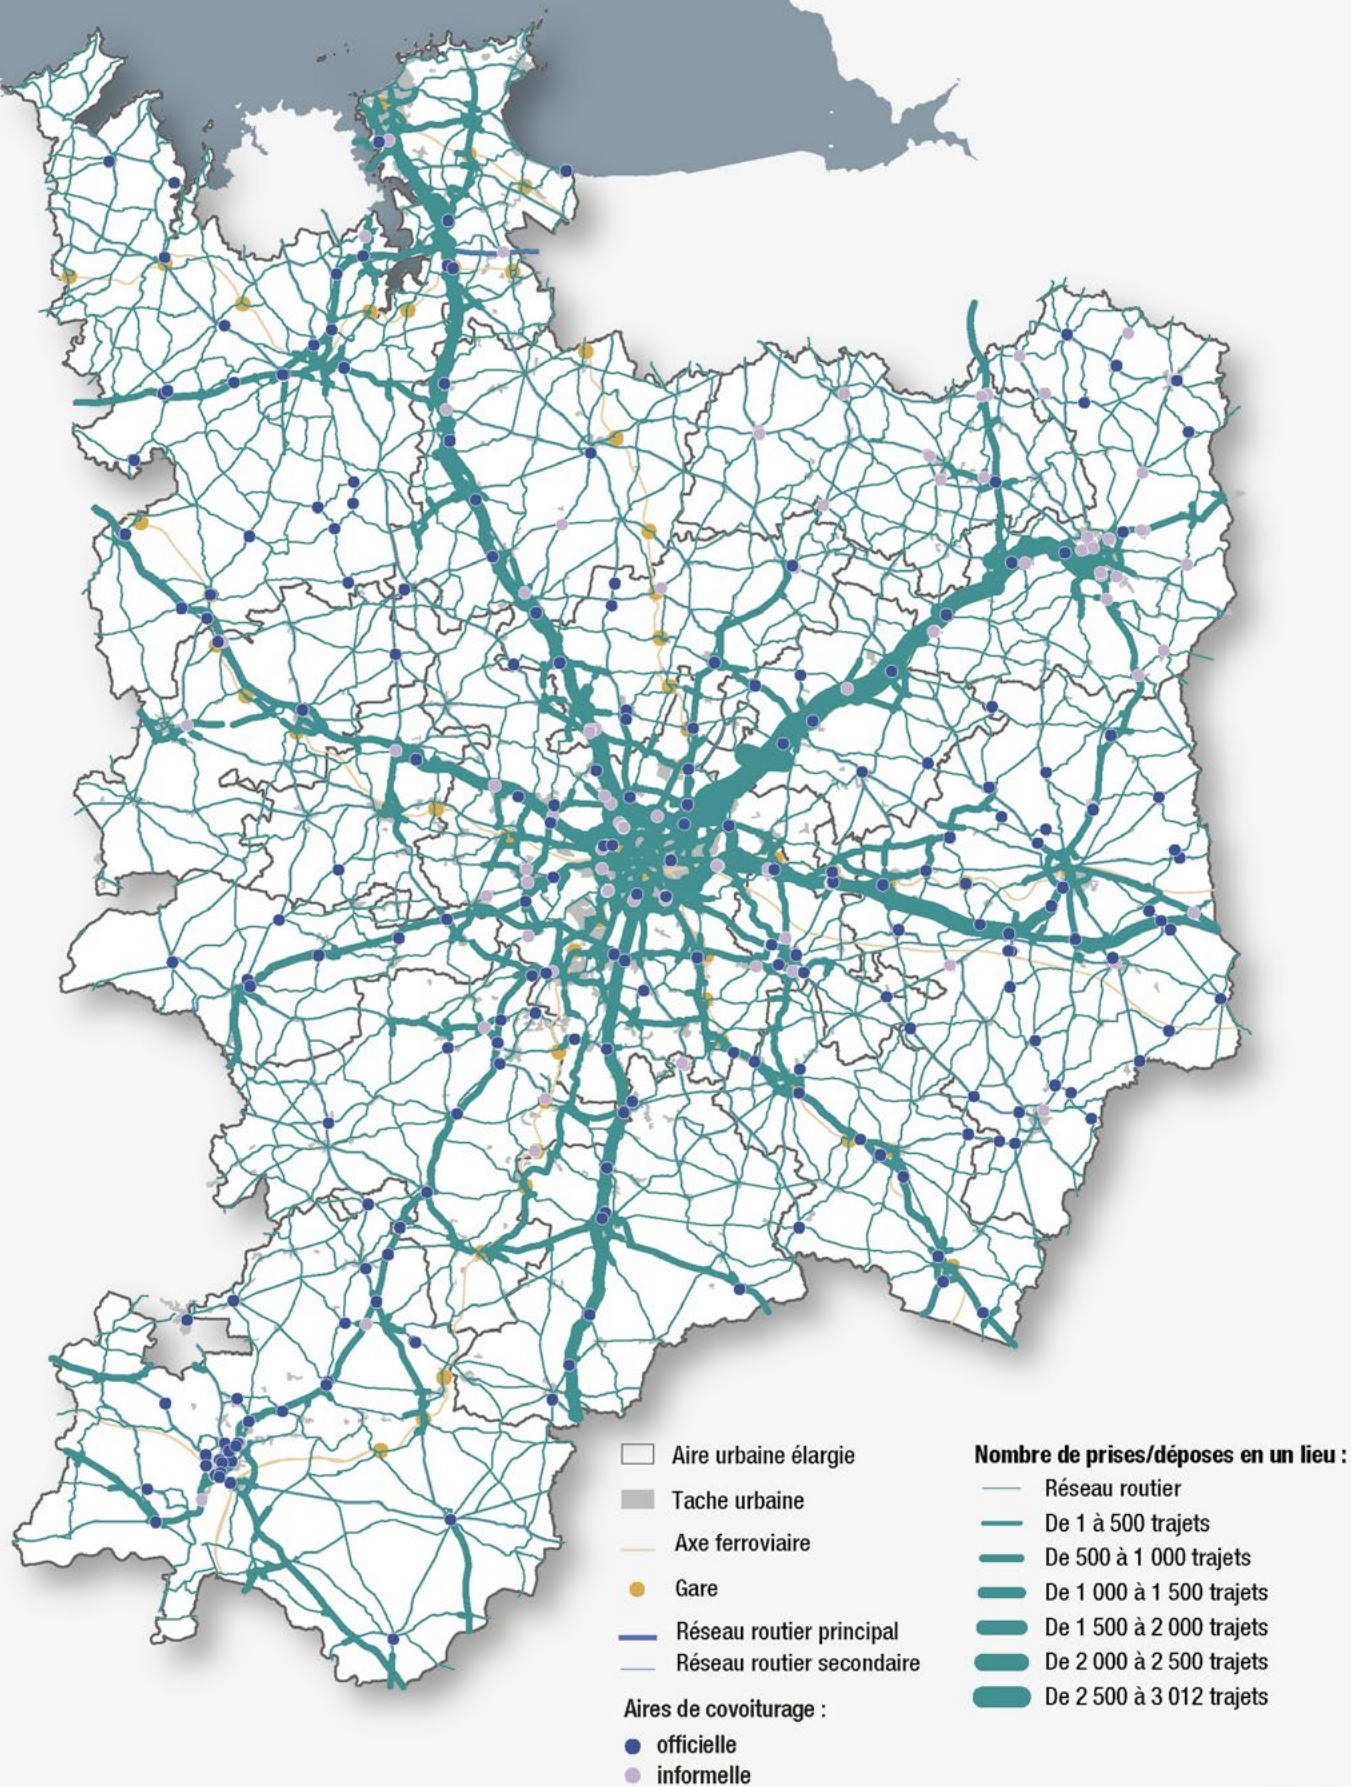 Aire urbaine élargie
Tache urbaine
Axe ferroviaire
Gare
Réseau routier principal
Réseau routier secondaire
Aires de covoiturage :
officielle
informelle
Nombre de prises/déposes en un lieu :
Réseau routier
De 1 à 500 trajets
De 500 à 1 000 trajets
De 1 000 à 1 500 trajets
De 1 500 à 2 000 trajets
De 2 000 à 2 500 trajets
De 2 500 à 3 012 trajets